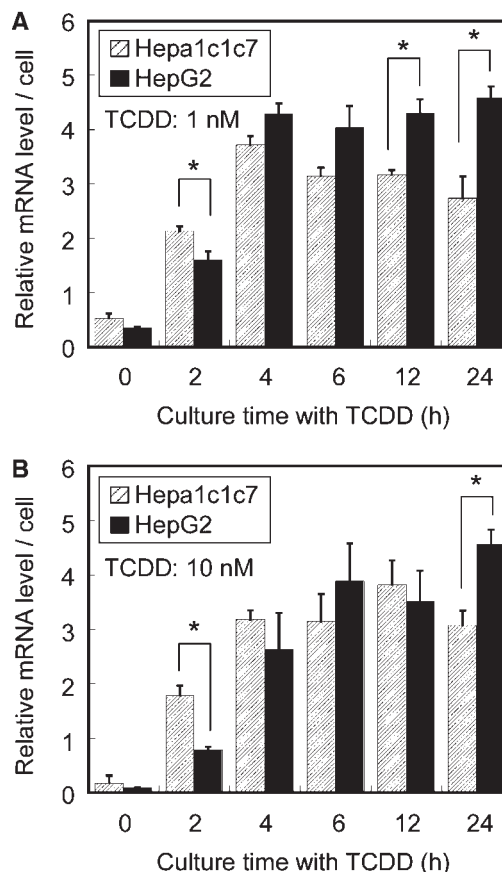 A
Relative mRNA level / cell
6
5
4
3
2
1
0
Hepa1c1c7
HepG2
TCDD: 1 nM
*
*
*
0 2 4 6 12 24
Culture time with TCDD (h)
B
Relative mRNA level / cell
6
5
4
3
2
1
0
Hepa1c1c7
HepG2
TCDD: 10 nM
*
*
0 2 4 6 12 24
Culture time with TCDD (h)